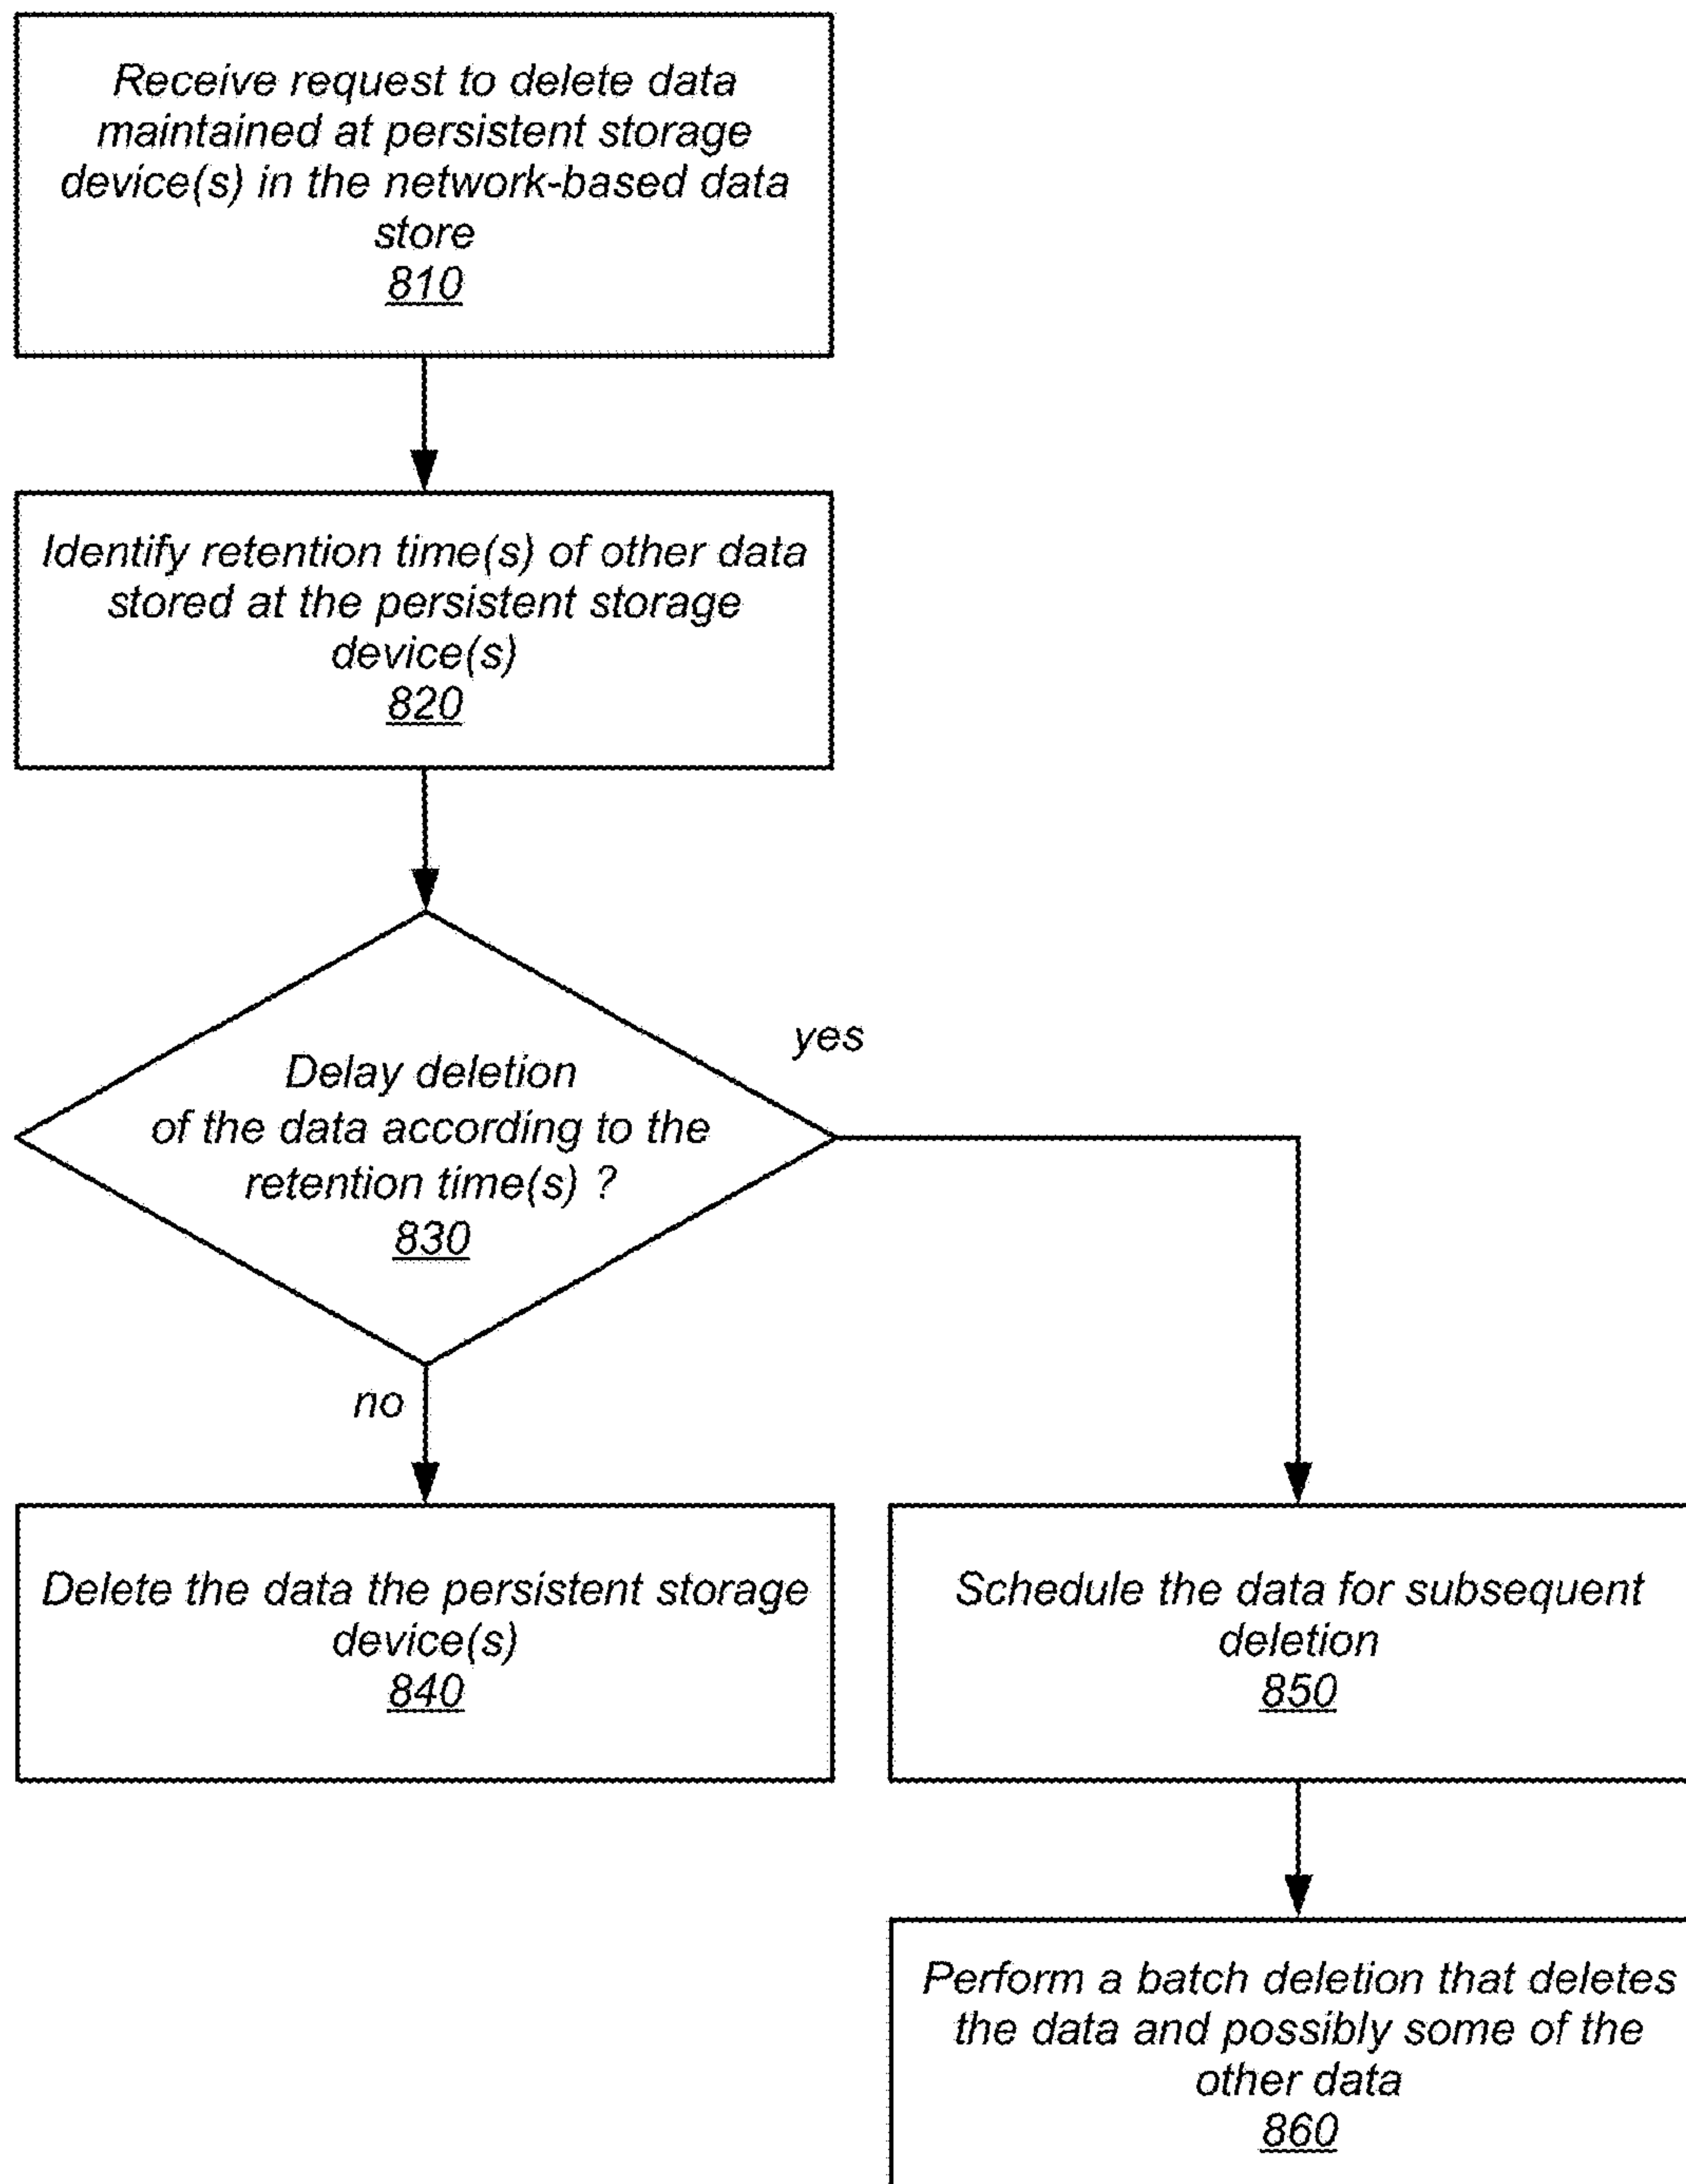 Receive request to delete data
maintained at persistent storage
device(s) in the network-based data
store
810
Identify retention time(s) of other data
stored at the persistent storage
device(s)
820
yes
Delay deletion
of the data according to the
retention time(s) ?
830
no
Delete the data the persistent storage
device(s)
840
Schedule the data for subsequent
deletion
850
Perform a batch deletion that deletes
the data and possibly some of the
other data
860